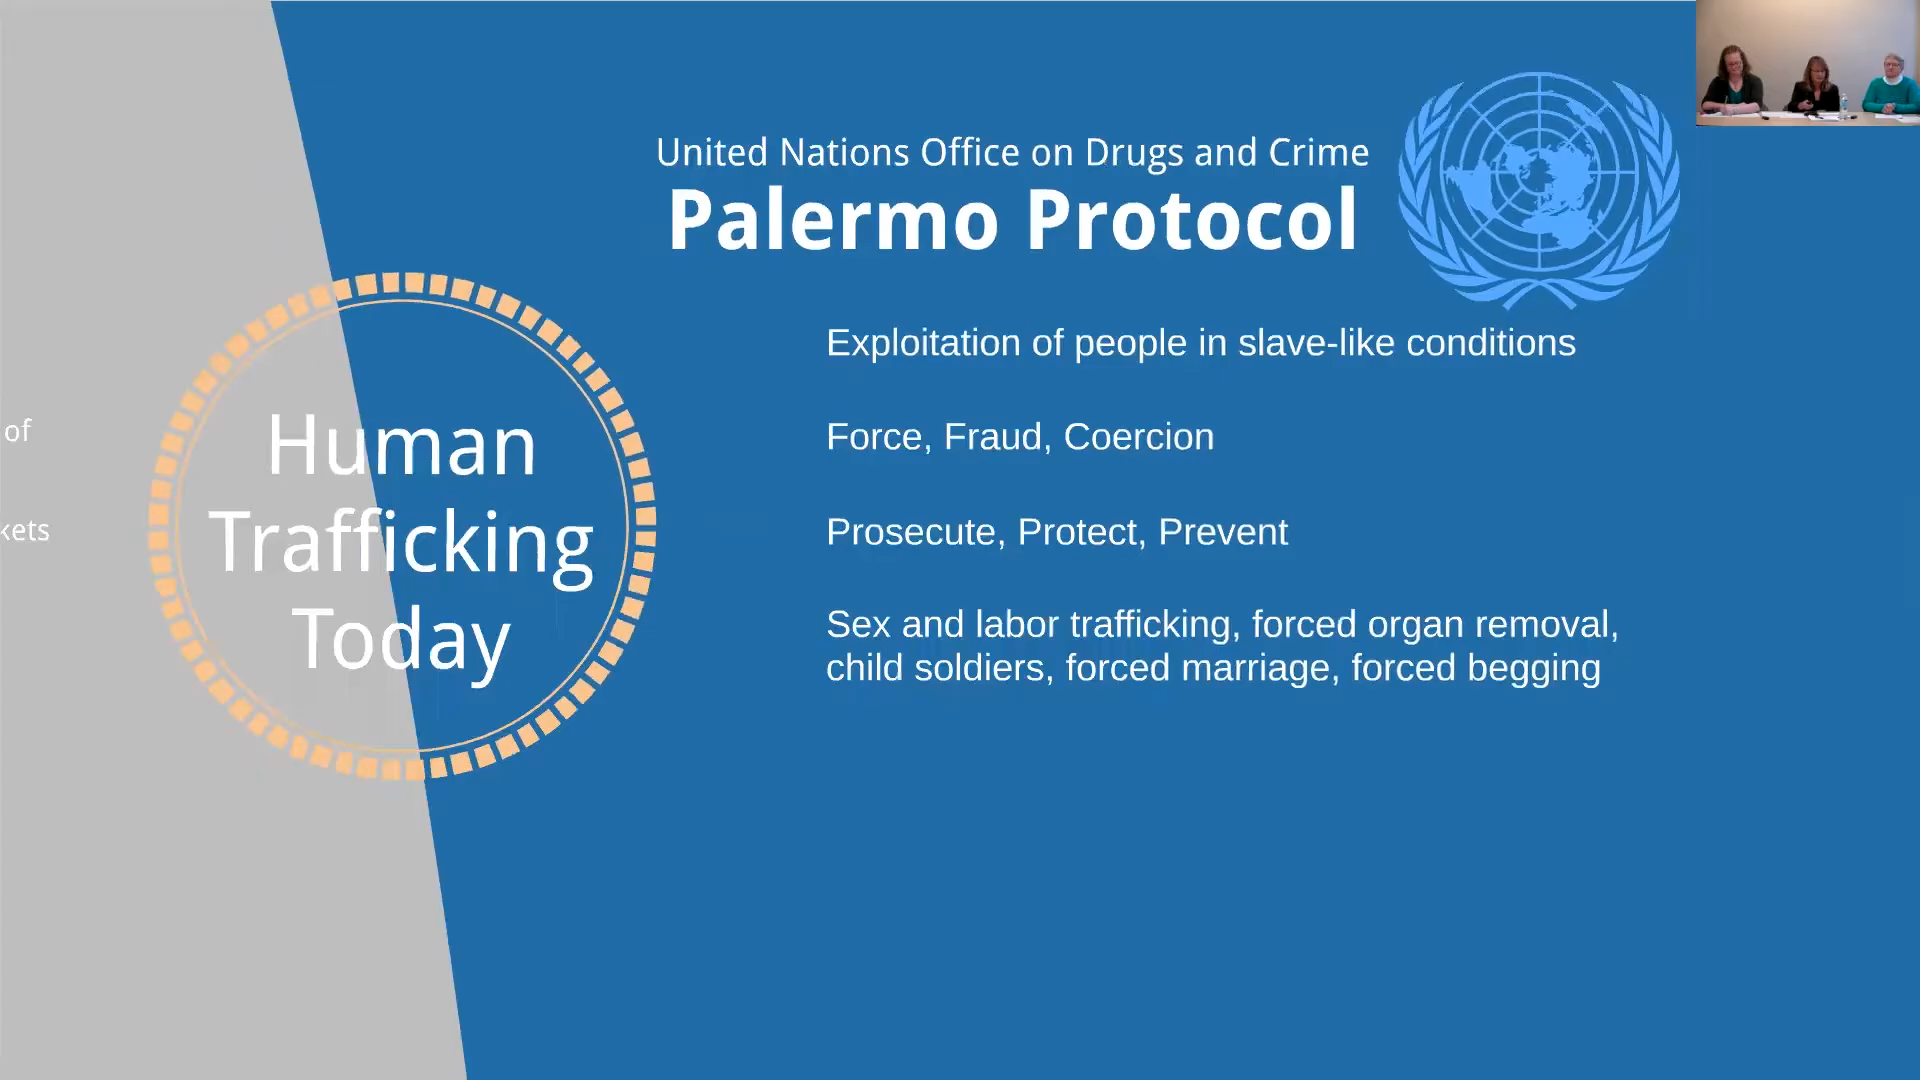 United Nations Office on Drugs and Crime
Palermo Protocol
of
kets
Human
Trafficking
Today
Exploitation of people in slave-like conditions
Force, Fraud, Coercion
Prosecute, Protect, Prevent
Sex and labor trafficking, forced organ removal,
child soldiers, forced marriage, forced begging